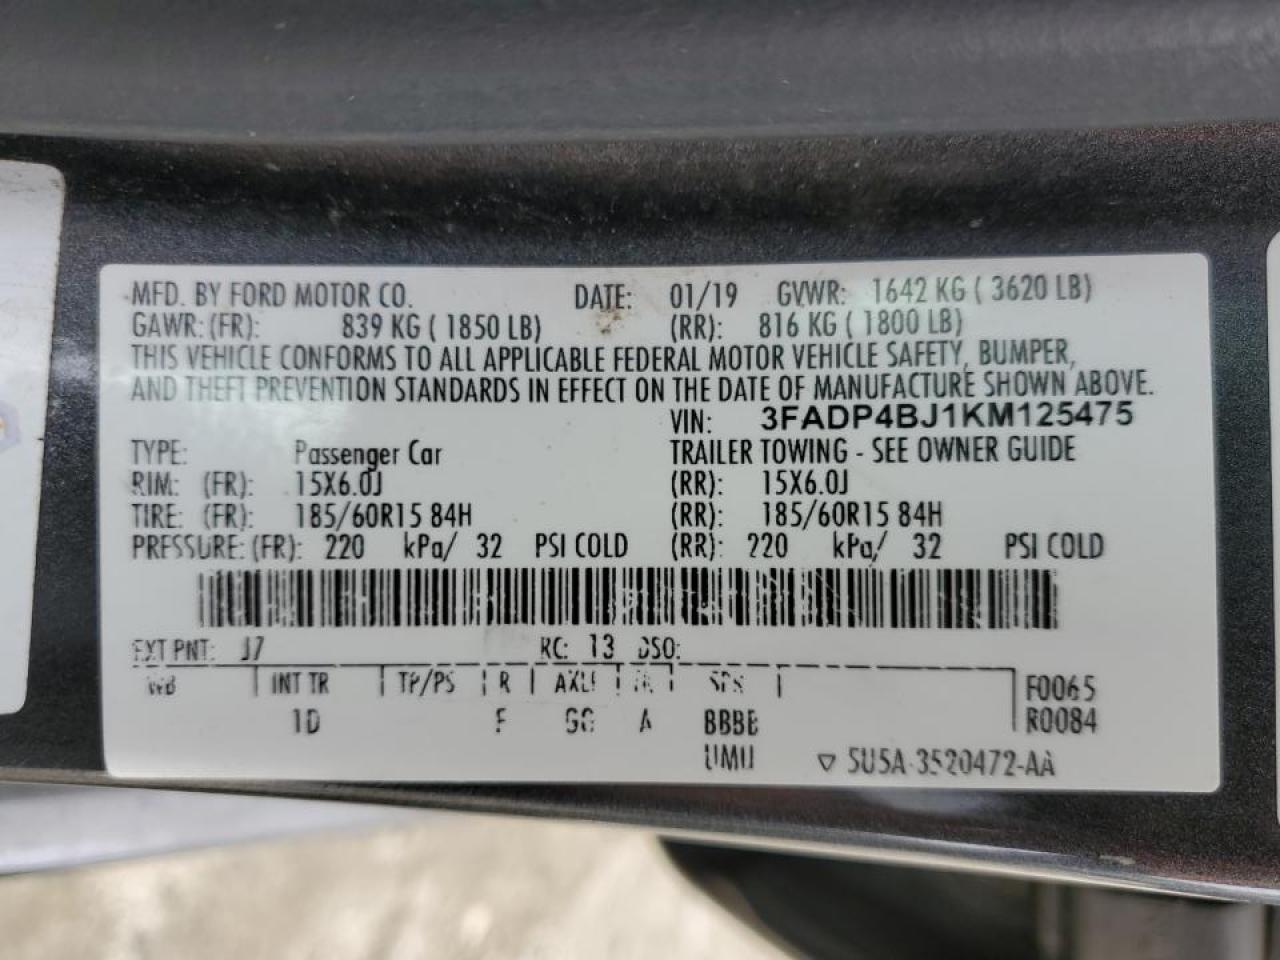 MFD. BY FORD MOTOR CO. DATE: 01/19 GVWR: 1642 KG ( 3620 LB)
GAWR: (FR): 839 KG ( 1850 LB) (RR): 816 KG ( 1800 LB)
THIS VEHICLE CONFORMS TO ALL APPLICABLE FEDERAL MOTOR VEHICLE SAFETY, BUMPER,
AND THEFT PREVENTION STANDARDS IN EFFECT ON THE DATE OF MANUFACTURE SHOWN ABOVE.
VIN: 3FADP4BJ1KM125475
TYPE: Passenger Car TRAILER TOWING - SEE OWNER GUIDE
RIM: (FR): 15X6.0J (RR): 15X6.0J
TIRE: (FR): 185/60R15 84H (RR): 185/60R15 84H
PRESSURE: (FR): 220 kPa/ 32 PSI COLD (RR): 220 kPa/ 32 PSI COLD
EXT PNT: J7 RC: 13 DSO:
WB INT TR TP/PS R AXLE SPR F0065
1D A R0084
▽ 5U5A-3520472-AA